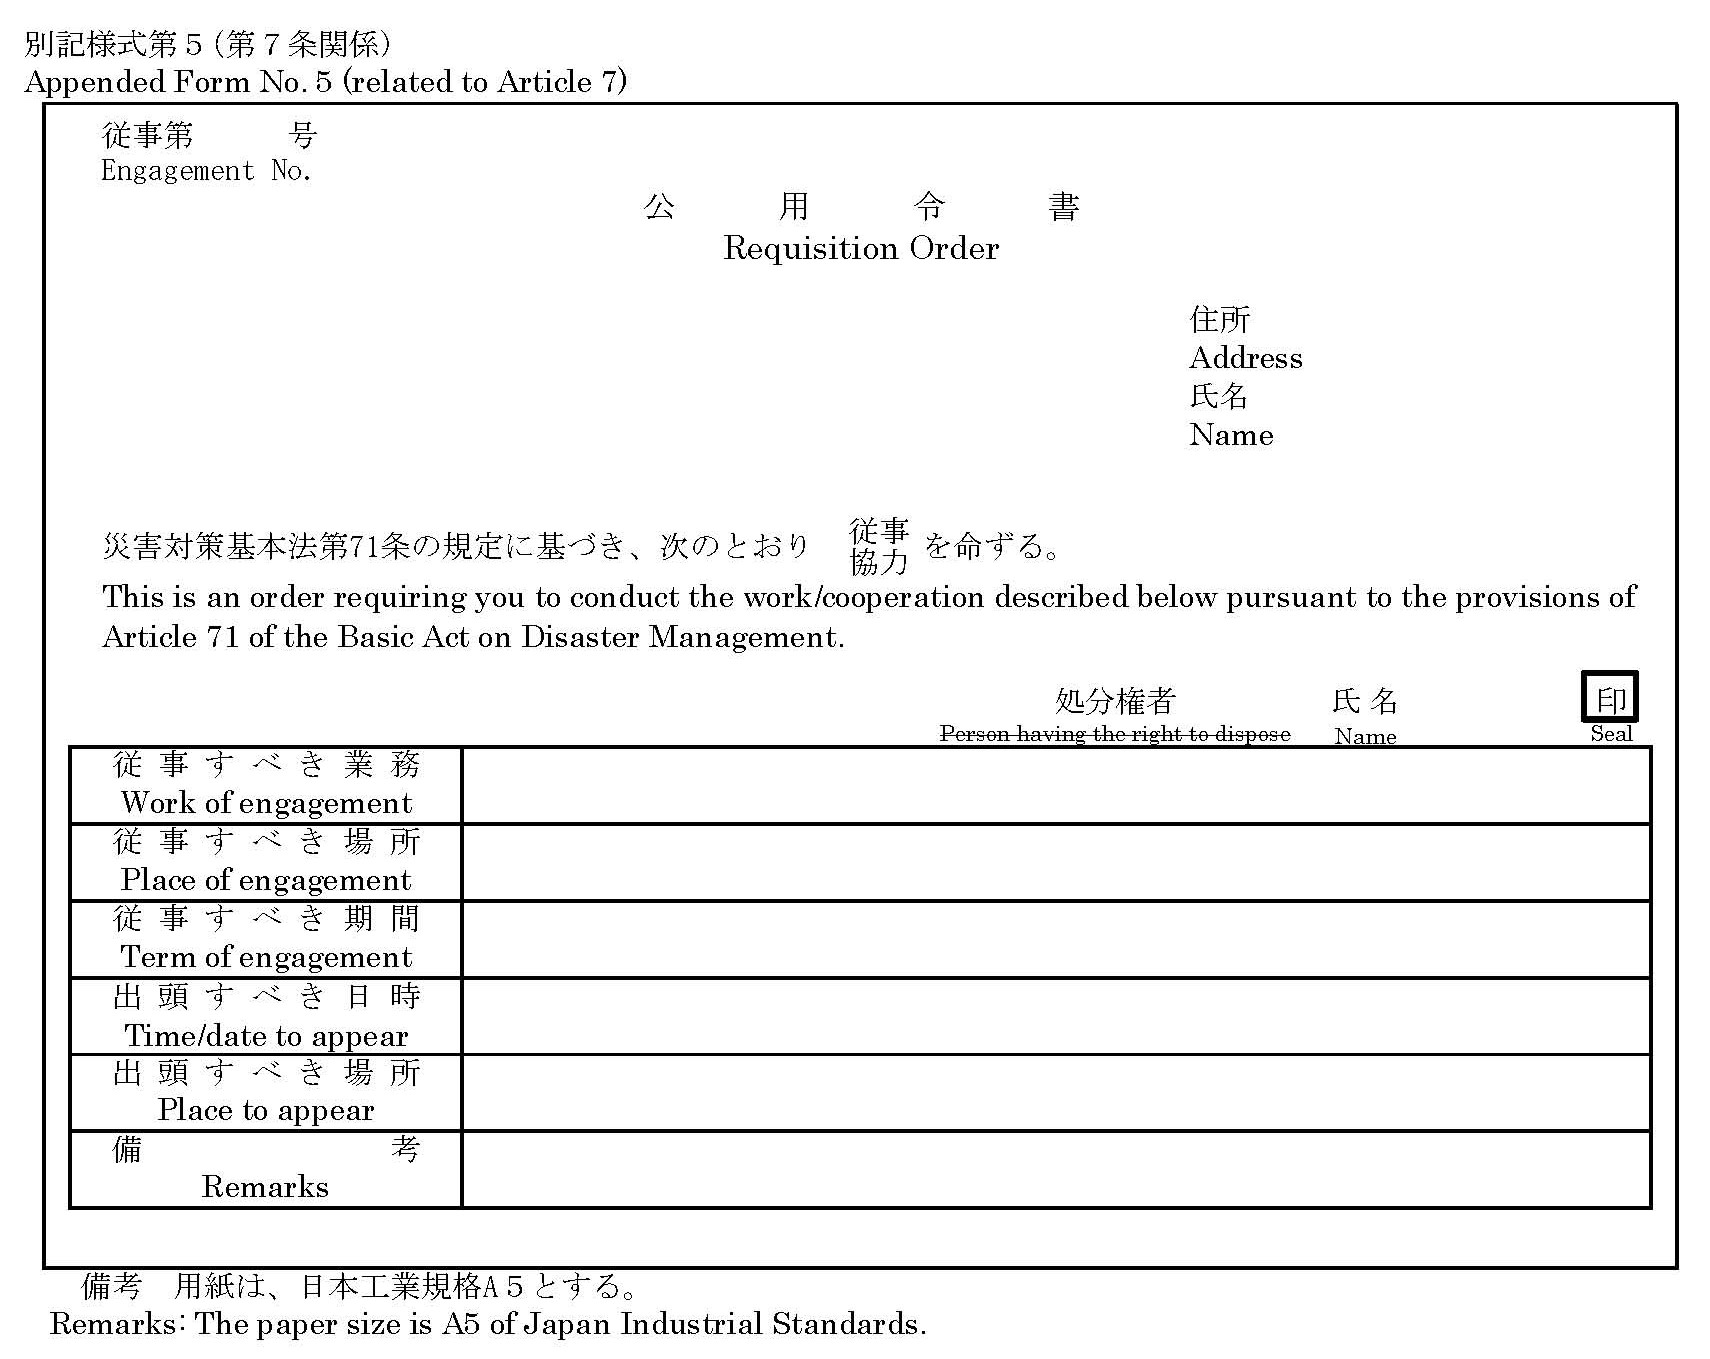 別記様式第５（第７条関係）
Appended Form No. 5 (related to Article 7)
従事第　　　号
Engagement No.
公　　　用　　　令　　　書
Requisition Order
住所
Address
氏名
Name
災害対策基本法第71条の規定に基づき、次のとおり　従事 協力 を命ずる。
This is an order requiring you to conduct the work/cooperation described below pursuant to the provisions of
Article 71 of the Basic Act on Disaster Management.
処分権者　氏 名　印
Person having the right to dispose　Name　Seal
従 事 す べ き 業 務
Work of engagement
従 事 す べ き 場 所
Place of engagement
従 事 す べ き 期 間
Term of engagement
出 頭 す べ き 日 時
Time/date to appear
出 頭 す べ き 場 所
Place to appear
備　　　　　　　　考
Remarks
備考　用紙は、日本工業規格A５とする。
Remarks: The paper size is A5 of Japan Industrial Standards.